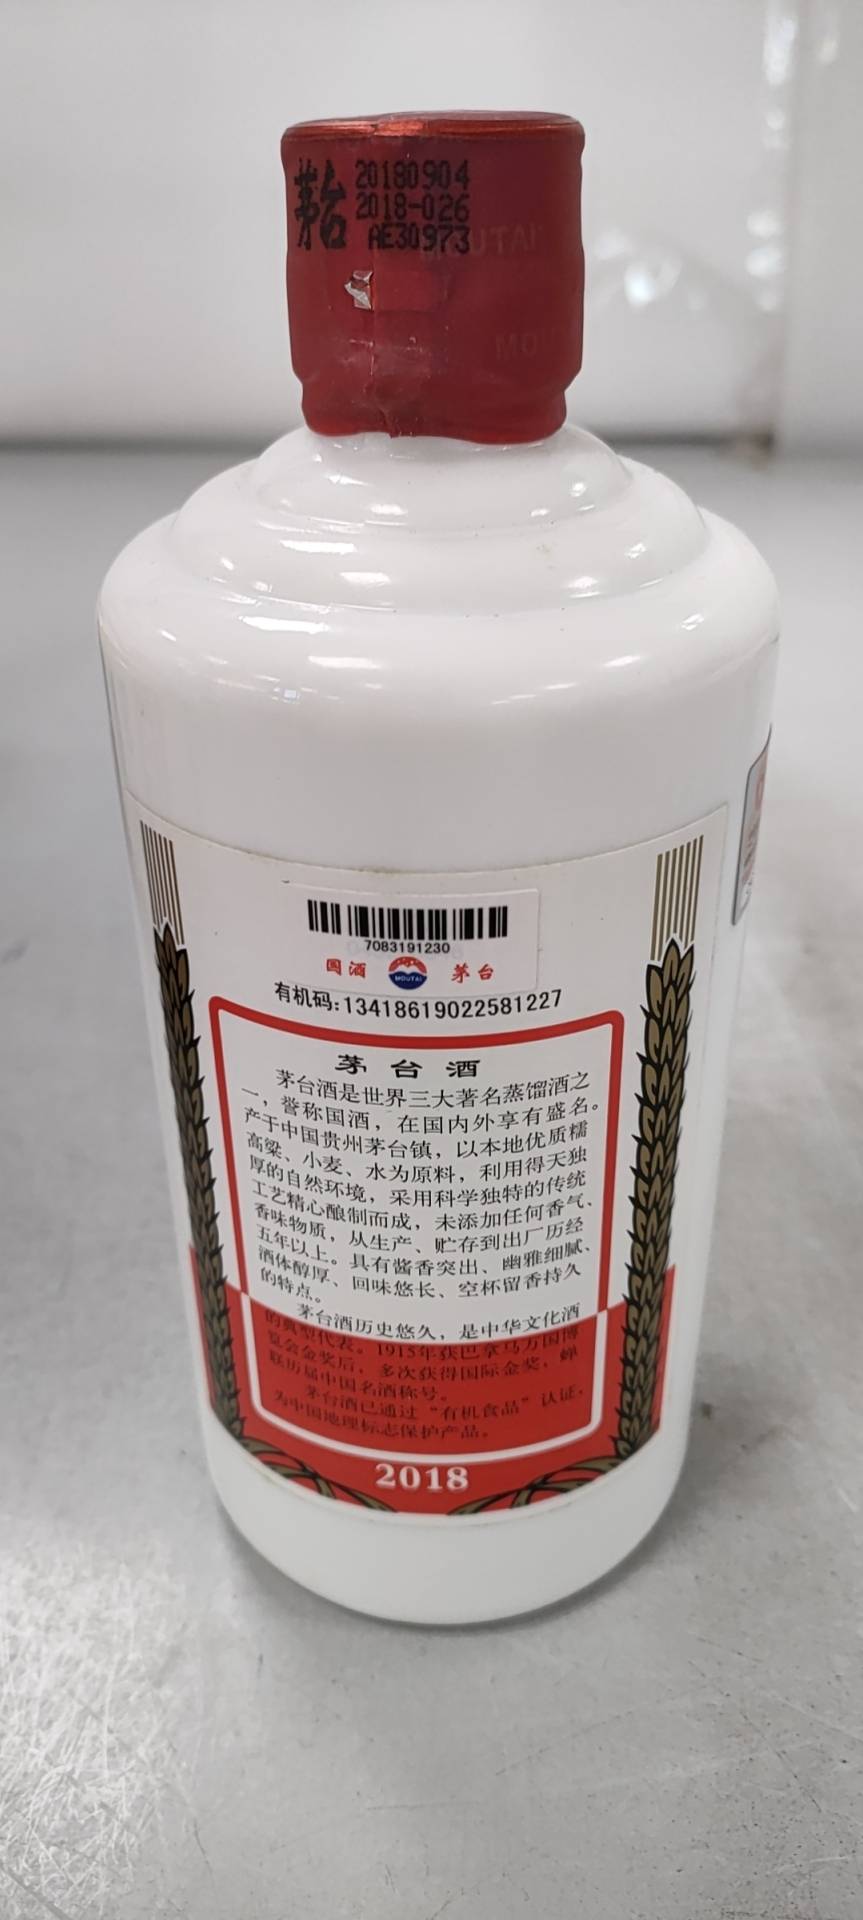 茅台
20180904
2018-026
AE30973
MOUTAI
7083191230
国酒 MOUTAI 茅台
有机码:13418619022581227
茅台酒
茅台酒是世界三大著名蒸馏酒之
一，誉称国酒，在国内外享有盛名。
产于中国贵州茅台镇，以本地优质糯
高粱、小麦、水为原料，利用得天独
厚的自然环境，采用科学独特的传统
工艺精心酿制而成，未添加任何香气、
香味物质，从生产、贮存到出厂历经
五年以上。具有酱香突出、幽雅细腻、
酒体醇厚、回味悠长、空杯留香持久
的特点。
茅台酒历史悠久，是中华文化酒
的典型代表。1915年获巴拿马万国博
览会金奖后，多次获得国际金奖，蝉
联历届中国名酒称号。
茅台酒已通过“有机食品”认证，
为中国地理标志保护产品。
2018